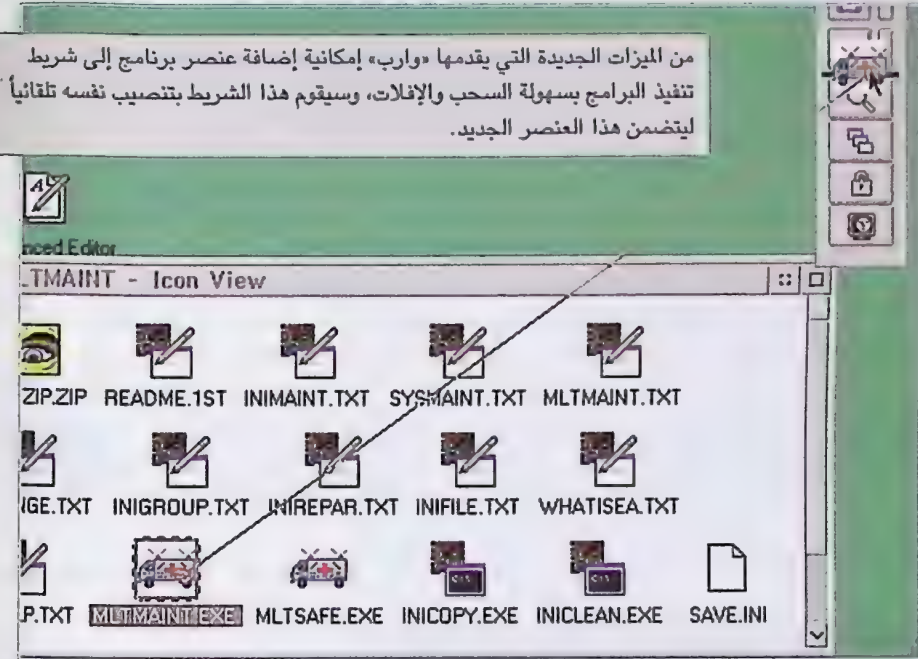 من الميزات الجديدة التي يقدمها «وارب» إمكانية إضافة عنصر برنامج إلى شريط
تنفيذ البرامج بسهولة السحب والإفلات، وسيقوم هذا الشريط بتنصيب نفسه تلقائياً
ليتضمن هذا العنصر الجديد.
nced Editor
LTMAINT - Icon View
ZIP.ZIP README.1ST INIMAINT.TXT SYSMAINT.TXT MLTMAINT.TXT
IGE.TXT INIGROUP.TXT INIREPAR.TXT INIFILE.TXT WHATISEA.TXT
P.TXT MLTMAINT.EXE MLTSAFE.EXE INICOPY.EXE INICLEAN.EXE SAVE.INI